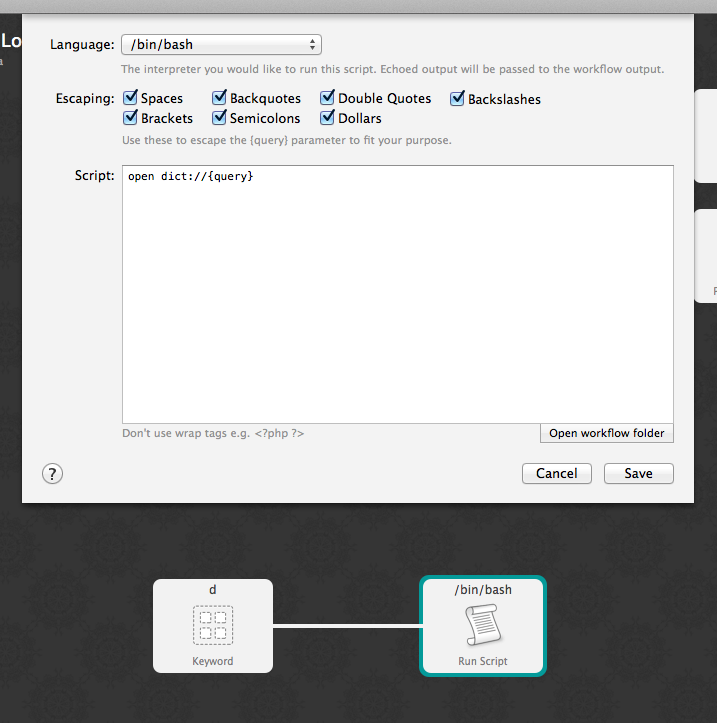 Lo
a
Language: /bin/bash
The interpreter you would like to run this script. Echoed output will be passed to the workflow output.
Escaping: Spaces Backquotes Double Quotes Backslashes
Brackets Semicolons Dollars
Use these to escape the {query} parameter to fit your purpose.
Script: open dict://{query}
Don't use wrap tags e.g. <?php ?>
Open workflow folder
? Cancel Save
d
Keyword
/bin/bash
Run Script